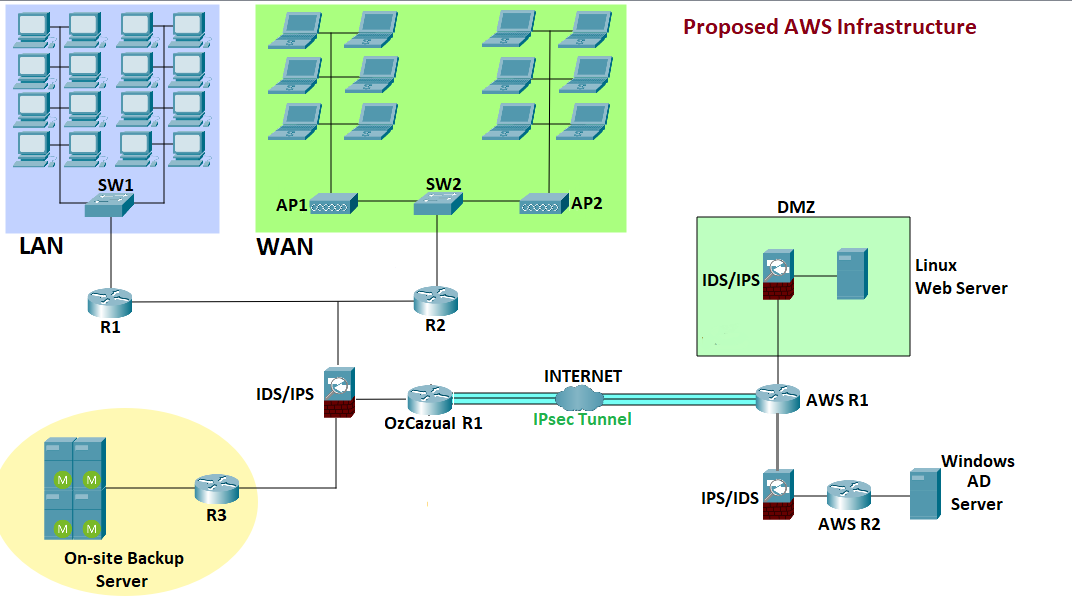 Proposed AWS Infrastructure
SW1
LAN
AP1
SW2
AP2
WAN
R1
R2
DMZ
IDS/IPS
Linux
Web Server
IDS/IPS
OzCazual R1
INTERNET
IPsec Tunnel
AWS R1
R3
On-site Backup
Server
M
M
M
M
IPS/IDS
AWS R2
Windows
AD
Server